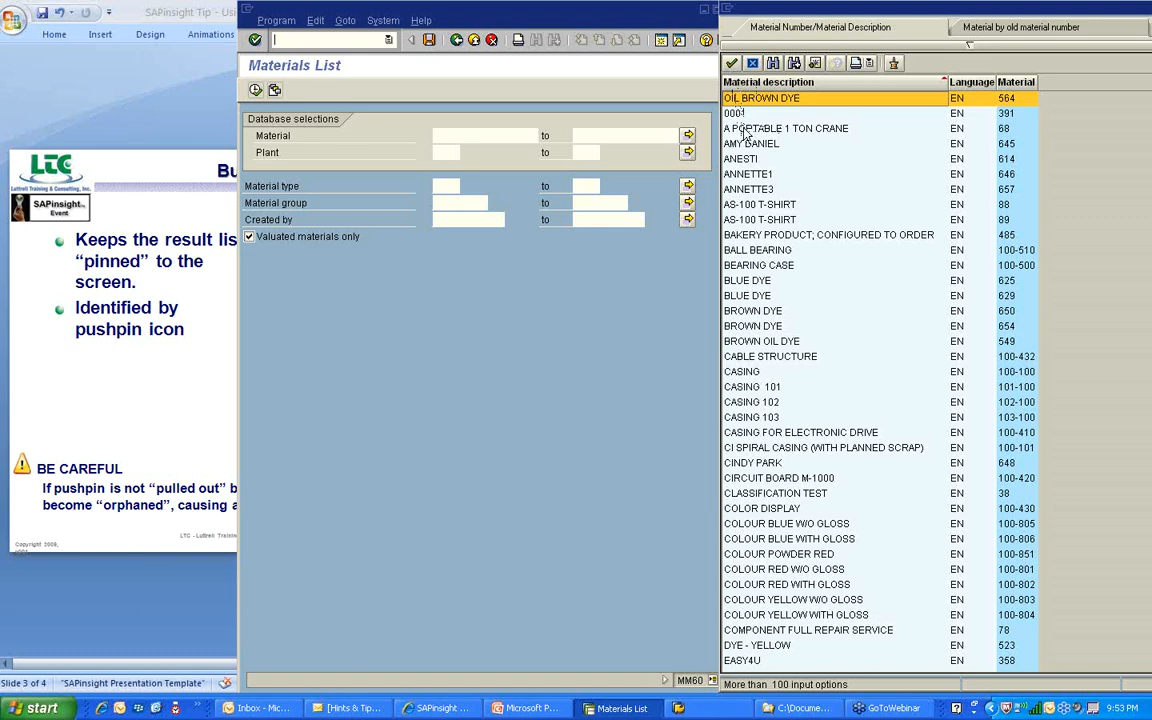 SAPinsight Tip - Us
Home
Insert
Design
Animations
LTC
Luttrell Training & Consulting, Inc.
SAPinsight
Event
Bu
Keeps the result lis
"pinned" to the
screen.
Identified by
pushpin icon
BE CAREFUL
If pushpin is not "pulled out" b
become "orphaned", causing a
Copyright 2008,
LTC - Luttrell Trainin
Slide 3 of 4
"SAPinsight Presentation Template"
Program
Edit
Goto
System
Help
Materials List
Database selections
Material
to
Plant
to
Material type
to
Material group
to
Created by
to
Valuated materials only
MM60
Material Number/Material Description
Material by old material number
Material description
Language
Material
OIL BROWN DYE EN 564
0001 EN 391
A PORTABLE 1 TON CRANE EN 68
AMY DANIEL EN 645
ANESTI EN 614
ANNETTE1 EN 646
ANNETTE3 EN 657
AS-100 T-SHIRT EN 88
AS-100 T-SHIRT EN 89
BAKERY PRODUCT; CONFIGURED TO ORDER EN 485
BALL BEARING EN 100-510
BEARING CASE EN 100-500
BLUE DYE EN 625
BLUE DYE EN 629
BROWN DYE EN 650
BROWN DYE EN 654
BROWN OIL DYE EN 549
CABLE STRUCTURE EN 100-432
CASING EN 100-100
CASING 101 EN 101-100
CASING 102 EN 102-100
CASING 103 EN 103-100
CASING FOR ELECTRONIC DRIVE EN 100-410
CI SPIRAL CASING (WITH PLANNED SCRAP) EN 100-101
CINDY PARK EN 648
CIRCUIT BOARD M-1000 EN 100-420
CLASSIFICATION TEST EN 38
COLOR DISPLAY EN 100-430
COLOUR BLUE W/O GLOSS EN 100-805
COLOUR BLUE WITH GLOSS EN 100-806
COLOUR POWDER RED EN 100-851
COLOUR RED W/O GLOSS EN 100-801
COLOUR RED WITH GLOSS EN 100-802
COLOUR YELLOW W/O GLOSS EN 100-803
COLOUR YELLOW WITH GLOSS EN 100-804
COMPONENT FULL REPAIR SERVICE EN 78
DYE - YELLOW EN 523
EASY4U EN 358
More than 100 input options
start
Inbox - Mic...
[Hints & Tip...
SAPinsight ...
Microsoft P...
Materials List
C:\Docume...
GoToWebinar
9:53 PM